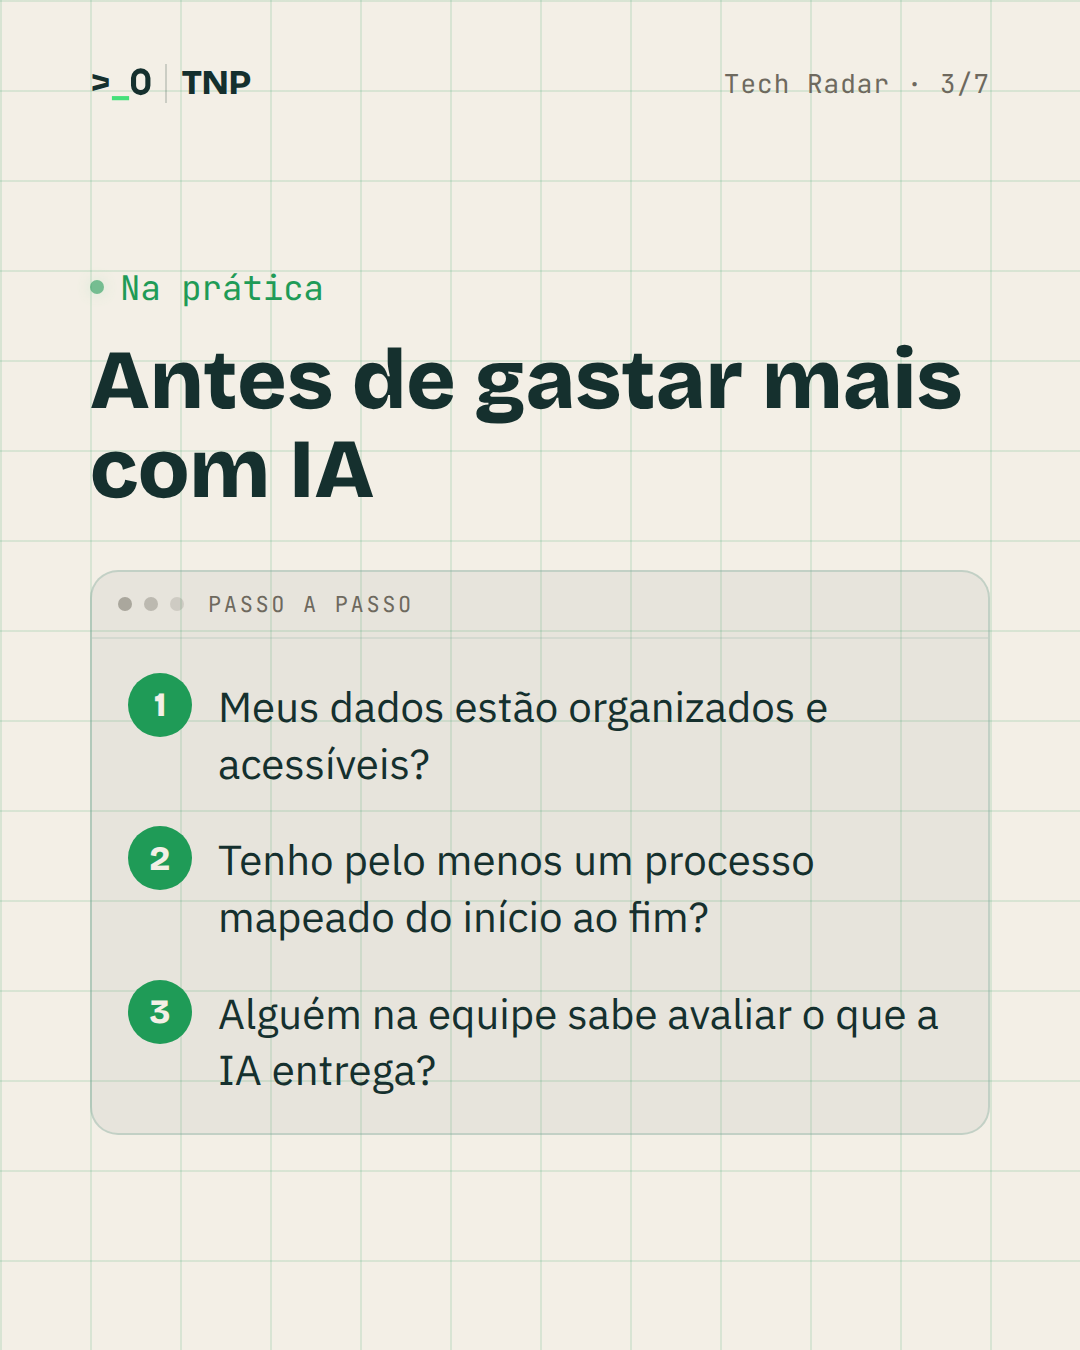 >_0 TNP
Tech Radar · 3/7
Na prática
Antes de gastar mais
com IA
PASSO A PASSO
1 Meus dados estão organizados e
acessíveis?
2 Tenho pelo menos um processo
mapeado do início ao fim?
3 Alguém na equipe sabe avaliar o que a
IA entrega?